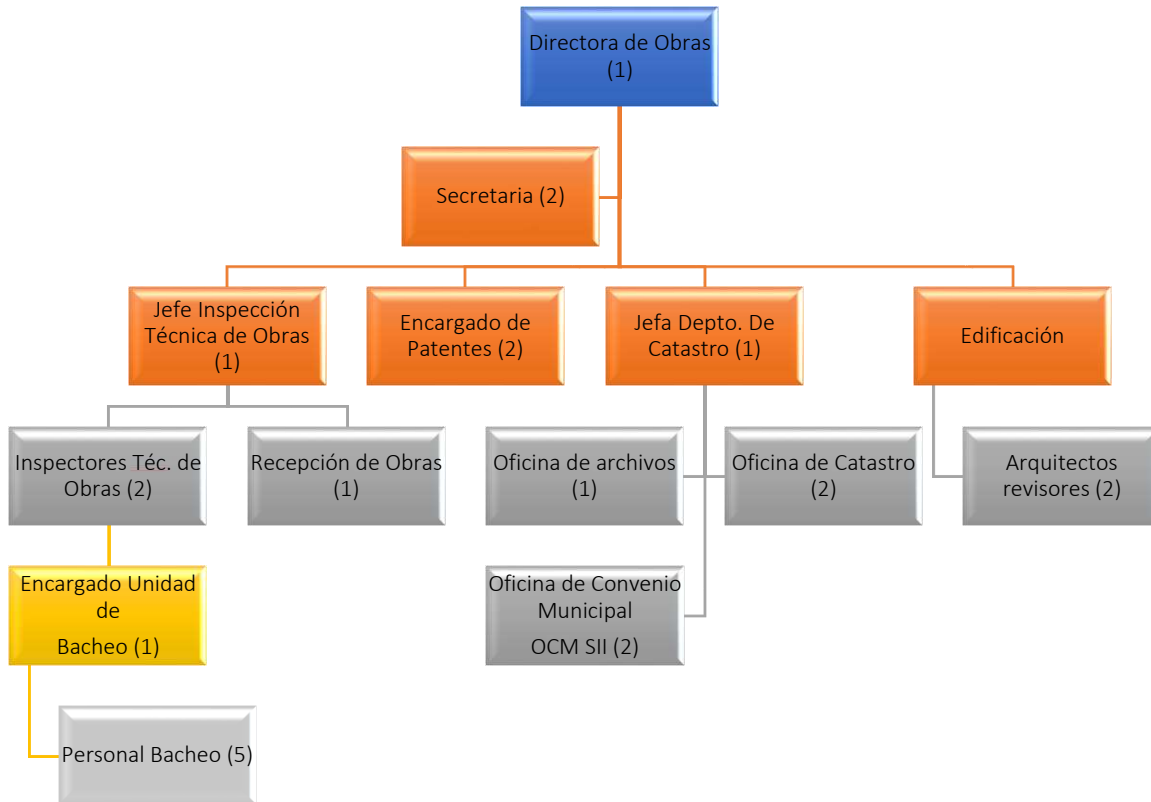 Directora de Obras
(1)
Secretaria (2)
Jefe Inspección
Técnica de Obras
(1)
Encargado de
Patentes (2)
Jefa Depto. De
Catastro (1)
Edificación
Inspectores Téc. de
Obras (2)
Recepción de Obras
(1)
Oficina de archivos
(1)
Oficina de Catastro
(2)
Arquitectos
revisores (2)
Encargado Unidad
de
Bacheo (1)
Oficina de Convenio
Municipal
OCM SII (2)
Personal Bacheo (5)